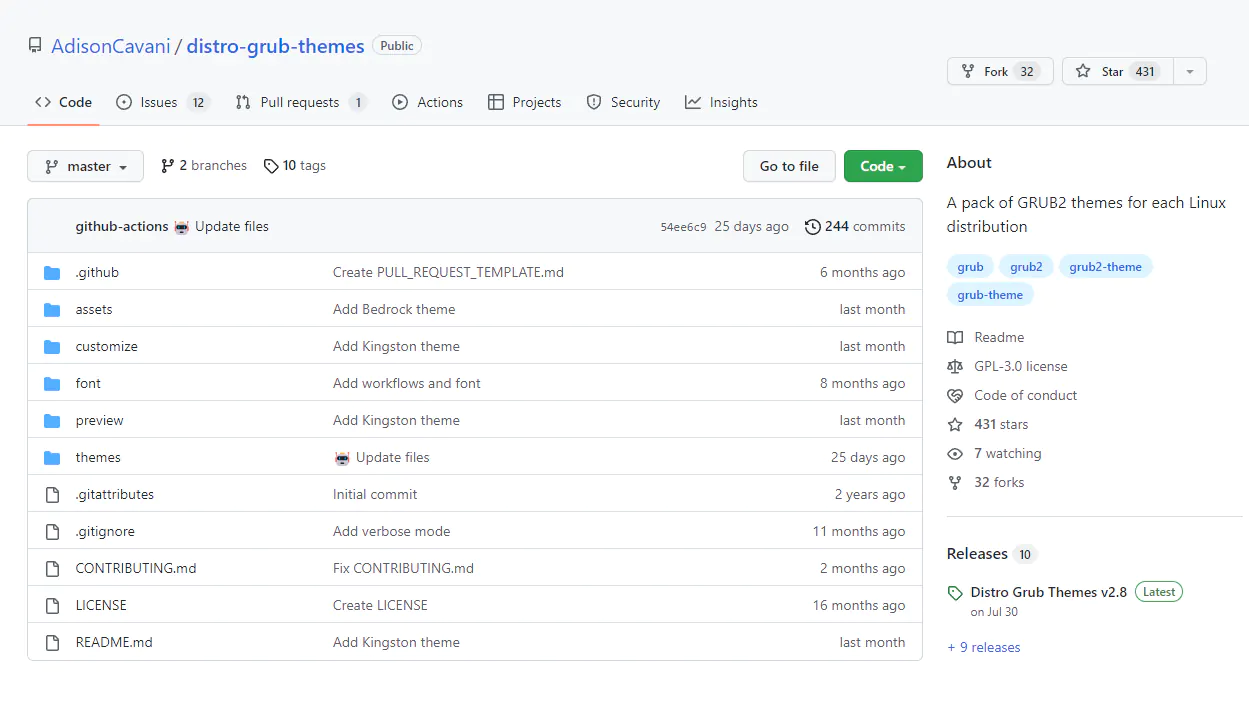 AdisonCavani / distro-grub-themes Public
Fork 32 Star 431
Code Issues 12 Pull requests 1 Actions Projects Security Insights
master 2 branches 10 tags Go to file Code
github-actions Update files 54ee6c9 25 days ago 244 commits
.github Create PULL_REQUEST_TEMPLATE.md 6 months ago
assets Add Bedrock theme last month
customize Add Kingston theme last month
font Add workflows and font 8 months ago
preview Add Kingston theme last month
themes Update files 25 days ago
.gitattributes Initial commit 2 years ago
.gitignore Add verbose mode 11 months ago
CONTRIBUTING.md Fix CONTRIBUTING.md 2 months ago
LICENSE Create LICENSE 16 months ago
README.md Add Kingston theme last month
About
A pack of GRUB2 themes for each Linux
distribution
grub grub2 grub2-theme
grub-theme
Readme
GPL-3.0 license
Code of conduct
431 stars
7 watching
32 forks
Releases 10
Distro Grub Themes v2.8 Latest
on Jul 30
+ 9 releases